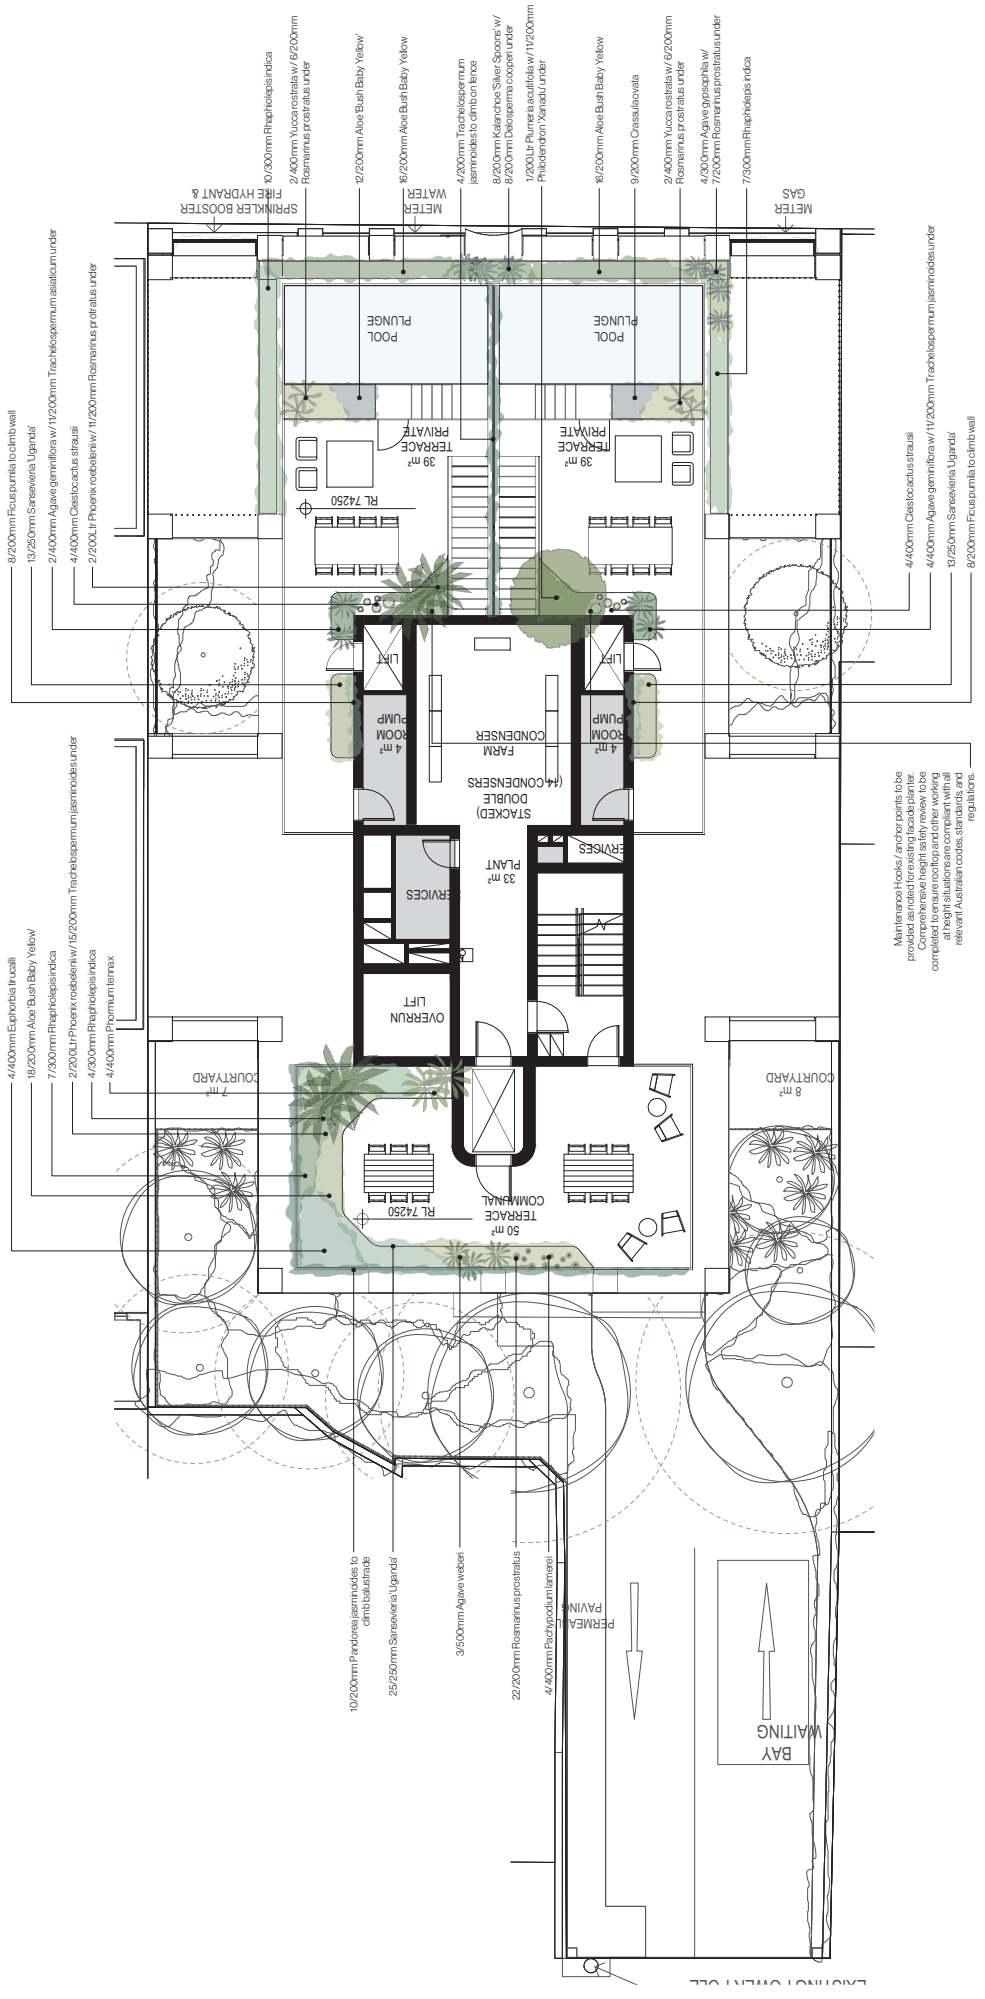 10/300mm Rhaphiolepis indica
2/400mm Yucca rostrata w/ 6/200mm
Rosmarinus prostratus under
12/200mm Aloe 'Bush Baby Yellow'
16/200mm Aloe Bush Baby Yellow
4/200mm Trachelospermum
jasminoides to climb on fence
8/200mm Kalanchoe 'Silver Spoons' w/
8/200mm Delosperma cooperi under
1/200Ltr Plumeria acutifolia w/ 11/200mm
Philodendron 'Xanadu' under
16/200mm Aloe Bush Baby Yellow
9/200mm Crassula ovata
2/400mm Yucca rostrata w/ 6/200mm
Rosmarinus prostratus under
4/300mm Agave gypsophila w/
7/200mm Rosmarinus prostratus under
7/300mm Rhaphiolepis indica
FIRE HYDRANT &
SPRINKLER BOOSTER
WATER
METER
GAS
METER
8/200mm Ficus pumila to climb wall
13/250mm Sansevieria 'Uganda'
2/400mm Agave geminiflora w/ 11/200mm Trachelospermum asiaticum under
4/400mm Cleistocactus strausii
2/200Ltr Phoenix roebelenii w/ 11/200mm Rosmarinus protratus under
4/400mm Cleistocactus strausii
4/400mm Agave geminiflora w/ 11/200mm Trachelospermum jasminoides under
13/250mm Sansevieria 'Uganda'
8/200mm Ficus pumila to climb wall
PLUNGE
POOL
PLUNGE
POOL
PRIVATE
TERRACE
39 m²
PRIVATE
TERRACE
39 m²
RL 74250
LIFT
LIFT
PUMP
ROOM
4 m²
PUMP
ROOM
4 m²
CONDENSER
FARM
(14 CONDENSERS
DOUBLE
STACKED)
SERVICES
SERVICES
PLANT
33 m²
LIFT
OVERRUN
Maintenance Hooks / anchor points to be
provided as noted for existing facade planter.
Comprehensive height safety review to be
completed to ensure rooftop and other working
at height situations are compliant with all
relevant Australian codes, standards, and
regulations.
4/400mm Euphorbia tirucalli
18/200mm Aloe 'Bush Baby Yellow'
7/300mm Rhaphiolepis indica
2/200Ltr Phoenix roebelenii w/ 15/200mm Trachelospermum jasminoides under
4/300mm Rhaphiolepis indica
4/400mm Phormium tennax
COURTYARD
7 m²
COURTYARD
8 m²
COMMUNAL
TERRACE
50 m²
RL 74250
10/200mm Pandorea jasminoides to
climb balustrade
25/250mm Sansevieria 'Uganda'
3/500mm Agave weberi
22/200mm Rosmarinus prostratus
4/400mm Pachypodium lamerei
PERMEABLE
PAVING
WAITING
BAY
EXISTING POWER POLE